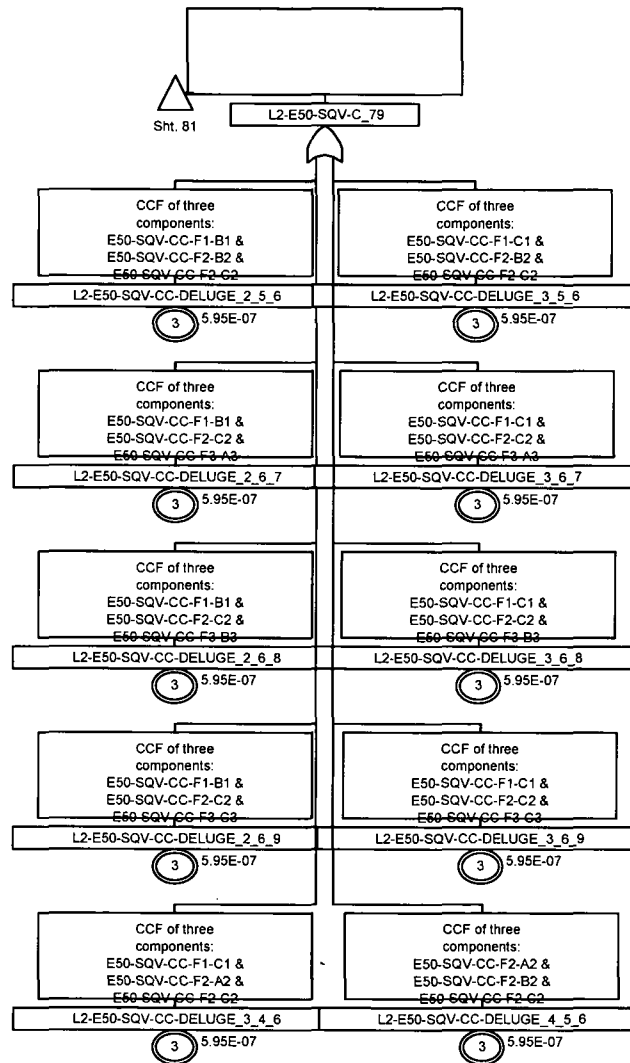 Sht. 81
L2-E50-SQV-C_79
CCF of three
components:
E50-SQV-CC-F1-B1 &
E50-SQV-CC-F2-B2 &
E50-SQV-CC-F2-C2
L2-E50-SQV-CC-DELUGE_2_5_6
3
5.95E-07
CCF of three
components:
E50-SQV-CC-F1-C1 &
E50-SQV-CC-F2-B2 &
E50-SQV-CC-F2-C2
L2-E50-SQV-CC-DELUGE_3_5_6
3
5.95E-07
CCF of three
components:
E50-SQV-CC-F1-B1 &
E50-SQV-CC-F2-C2 &
E50-SQV-CC-F3-A3
L2-E50-SQV-CC-DELUGE_2_6_7
3
5.95E-07
CCF of three
components:
E50-SQV-CC-F1-C1 &
E50-SQV-CC-F2-C2 &
E50-SQV-CC-F3-A3
L2-E50-SQV-CC-DELUGE_3_6_7
3
5.95E-07
CCF of three
components:
E50-SQV-CC-F1-B1 &
E50-SQV-CC-F2-C2 &
E50-SQV-CC-F3-B3
L2-E50-SQV-CC-DELUGE_2_6_8
3
5.95E-07
CCF of three
components:
E50-SQV-CC-F1-C1 &
E50-SQV-CC-F2-C2 &
E50-SQV-CC-F3-B3
L2-E50-SQV-CC-DELUGE_3_6_8
3
5.95E-07
CCF of three
components:
E50-SQV-CC-F1-B1 &
E50-SQV-CC-F2-C2 &
E50-SQV-CC-F3-C3
L2-E50-SQV-CC-DELUGE_2_6_9
3
5.95E-07
CCF of three
components:
E50-SQV-CC-F1-C1 &
E50-SQV-CC-F2-C2 &
E50-SQV-CC-F3-C3
L2-E50-SQV-CC-DELUGE_3_6_9
3
5.95E-07
CCF of three
components:
E50-SQV-CC-F1-C1 &
E50-SQV-CC-F2-A2 &
E50-SQV-CC-F2-C2
L2-E50-SQV-CC-DELUGE_3_4_6
3
5.95E-07
CCF of three
components:
E50-SQV-CC-F2-A2 &
E50-SQV-CC-F2-B2 &
E50-SQV-CC-F2-C2
L2-E50-SQV-CC-DELUGE_4_5_6
3
5.95E-07